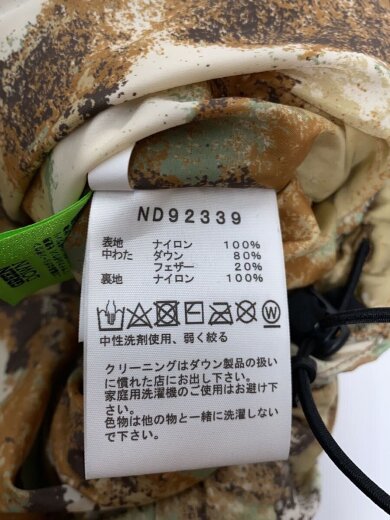 ND92339
表地 ナイロン 100%
中わた ダウン 80%
フェザー 20%
裏地 ナイロン 100%
中性洗剤使用、弱く絞る
クリーニングはダウン製品の扱い
に慣れた店にお出しください。
家庭用洗濯機のご使用はお避け下
さい。
色物は他の物と一緒に洗濯しない
で下さい。